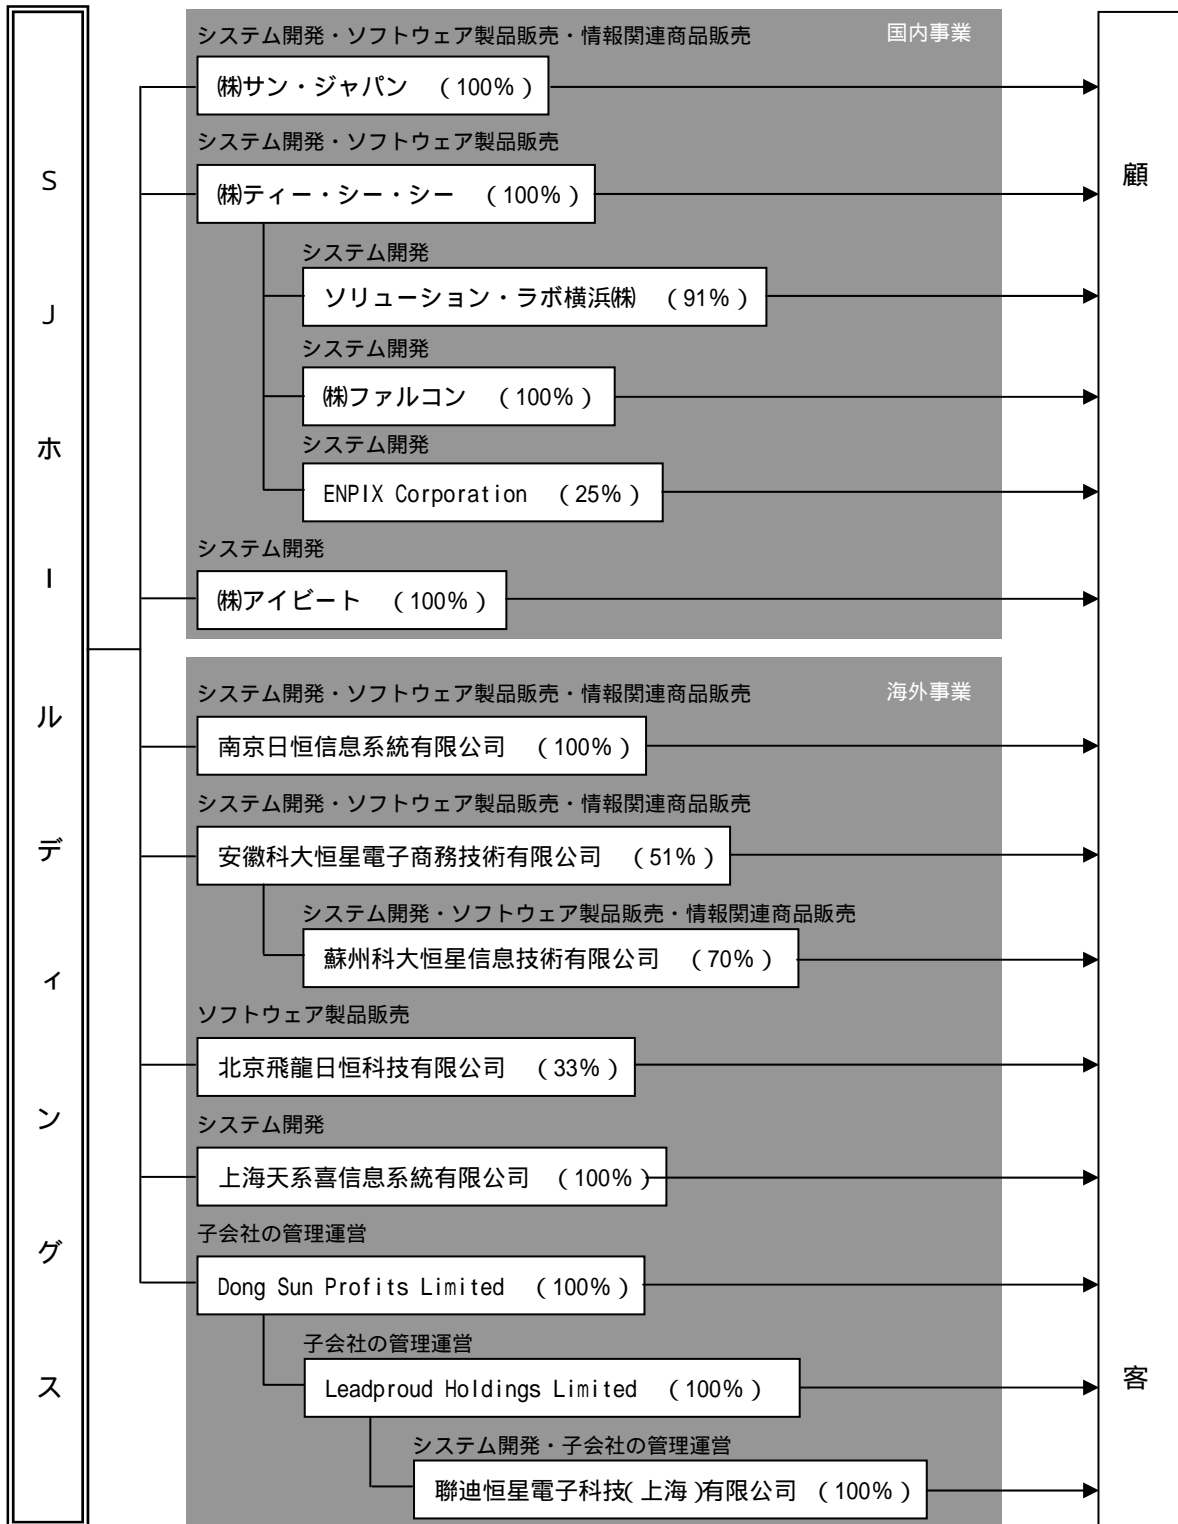 SJホールディングス
システム開発・ソフトウェア製品販売・情報関連商品販売
国内事業
㈱サン・ジャパン (100%)
システム開発・ソフトウェア製品販売
㈱ティー・シー・シー (100%)
システム開発
ソリューション・ラボ横浜㈱ (91%)
システム開発
㈱ファルコン (100%)
システム開発
ENPIX Corporation (25%)
システム開発
㈱アイビート (100%)
システム開発・ソフトウェア製品販売・情報関連商品販売
海外事業
南京日恒信息系統有限公司 (100%)
システム開発・ソフトウェア製品販売・情報関連商品販売
安徽科大恒星電子商務技術有限公司 (51%)
システム開発・ソフトウェア製品販売・情報関連商品販売
蘇州科大恒星信息技術有限公司 (70%)
ソフトウェア製品販売
北京飛龍日恒科技有限公司 (33%)
システム開発
上海天系喜信息系統有限公司 (100%)
子会社の管理運営
Dong Sun Profits Limited (100%)
子会社の管理運営
Leadproud Holdings Limited (100%)
システム開発・子会社の管理運営
聯迪恒星電子科技(上海)有限公司 (100%)
顧客